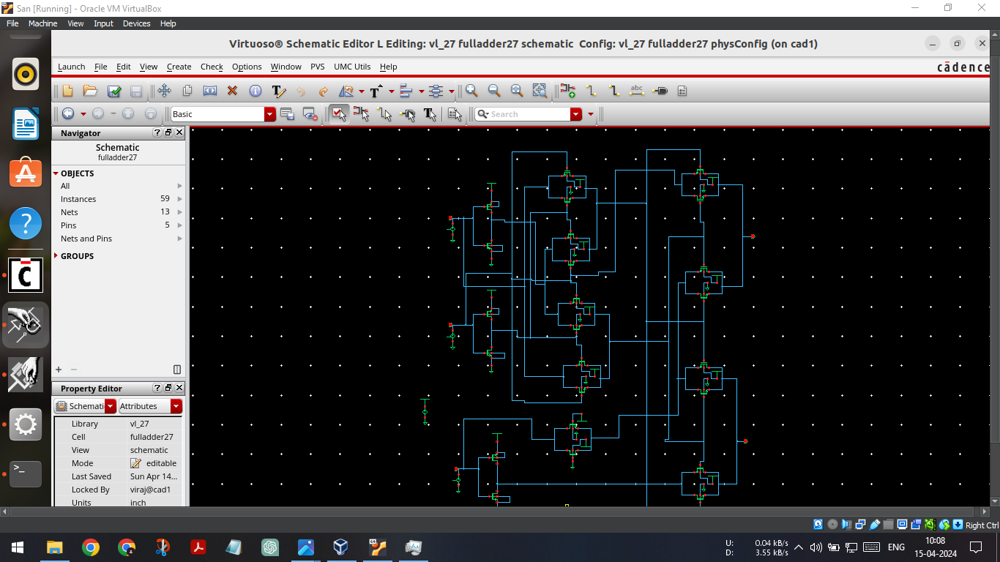 San [Running] - Oracle VM VirtualBox
File Machine View Input Devices Help
Virtuoso® Schematic Editor L Editing: vl_27 fulladder27 schematic Config: vl_27 fulladder27 physConfig (on cad1)
Launch File Edit View Create Check Options Window PVS UMC Utils Help
cādence
abc
Basic
Search
Navigator
Schematic
fulladder27
OBJECTS
All
Instances 59
Nets 13
Pins 5
Nets and Pins
GROUPS
Property Editor
Schemati Attributes
Library vl_27
Cell fulladder27
View schematic
Mode editable
Last Saved Sun Apr 14...
Locked By viraj@cad1
Units inch
Right Ctrl
U: 0.04 kB/s
D: 3.55 kB/s
ENG
10:08
15-04-2024